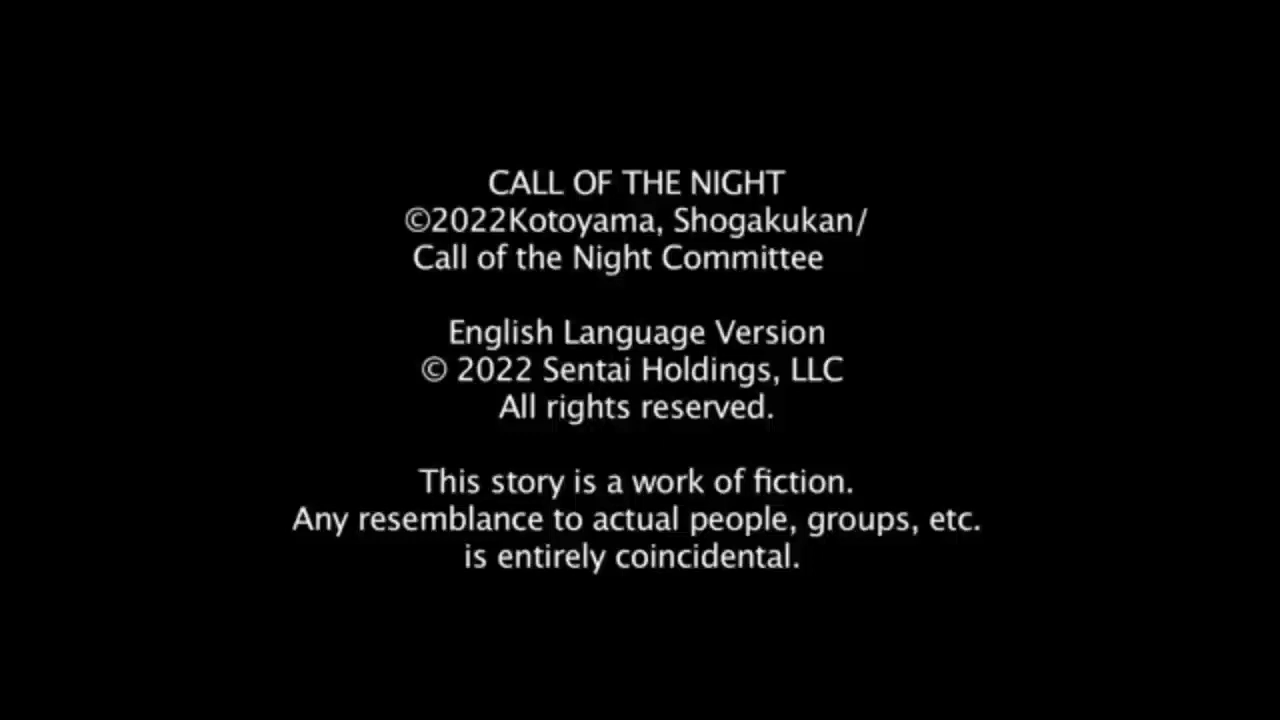 CALL OF THE NIGHT
©2022Kotoyama, Shogakukan/
Call of the Night Committee
English Language Version
© 2022 Sentai Holdings, LLC
All rights reserved.
This story is a work of fiction.
Any resemblance to actual people, groups, etc.
is entirely coincidental.